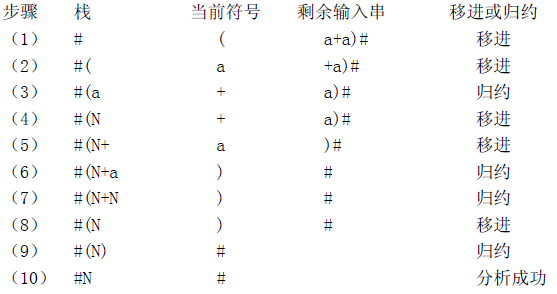 步骤 栈 当前符号 剩余输入串 移进或归约
(1) # ( a+a)# 移进
(2) #( a +a)# 移进
(3) #(a + a)# 归约
(4) #(N + a)# 移进
(5) #(N+ a )# 移进
(6) #(N+a ) # 归约
(7) #(N+N ) # 归约
(8) #(N ) # 移进
(9) #(N) # 归约
(10) #N # 分析成功